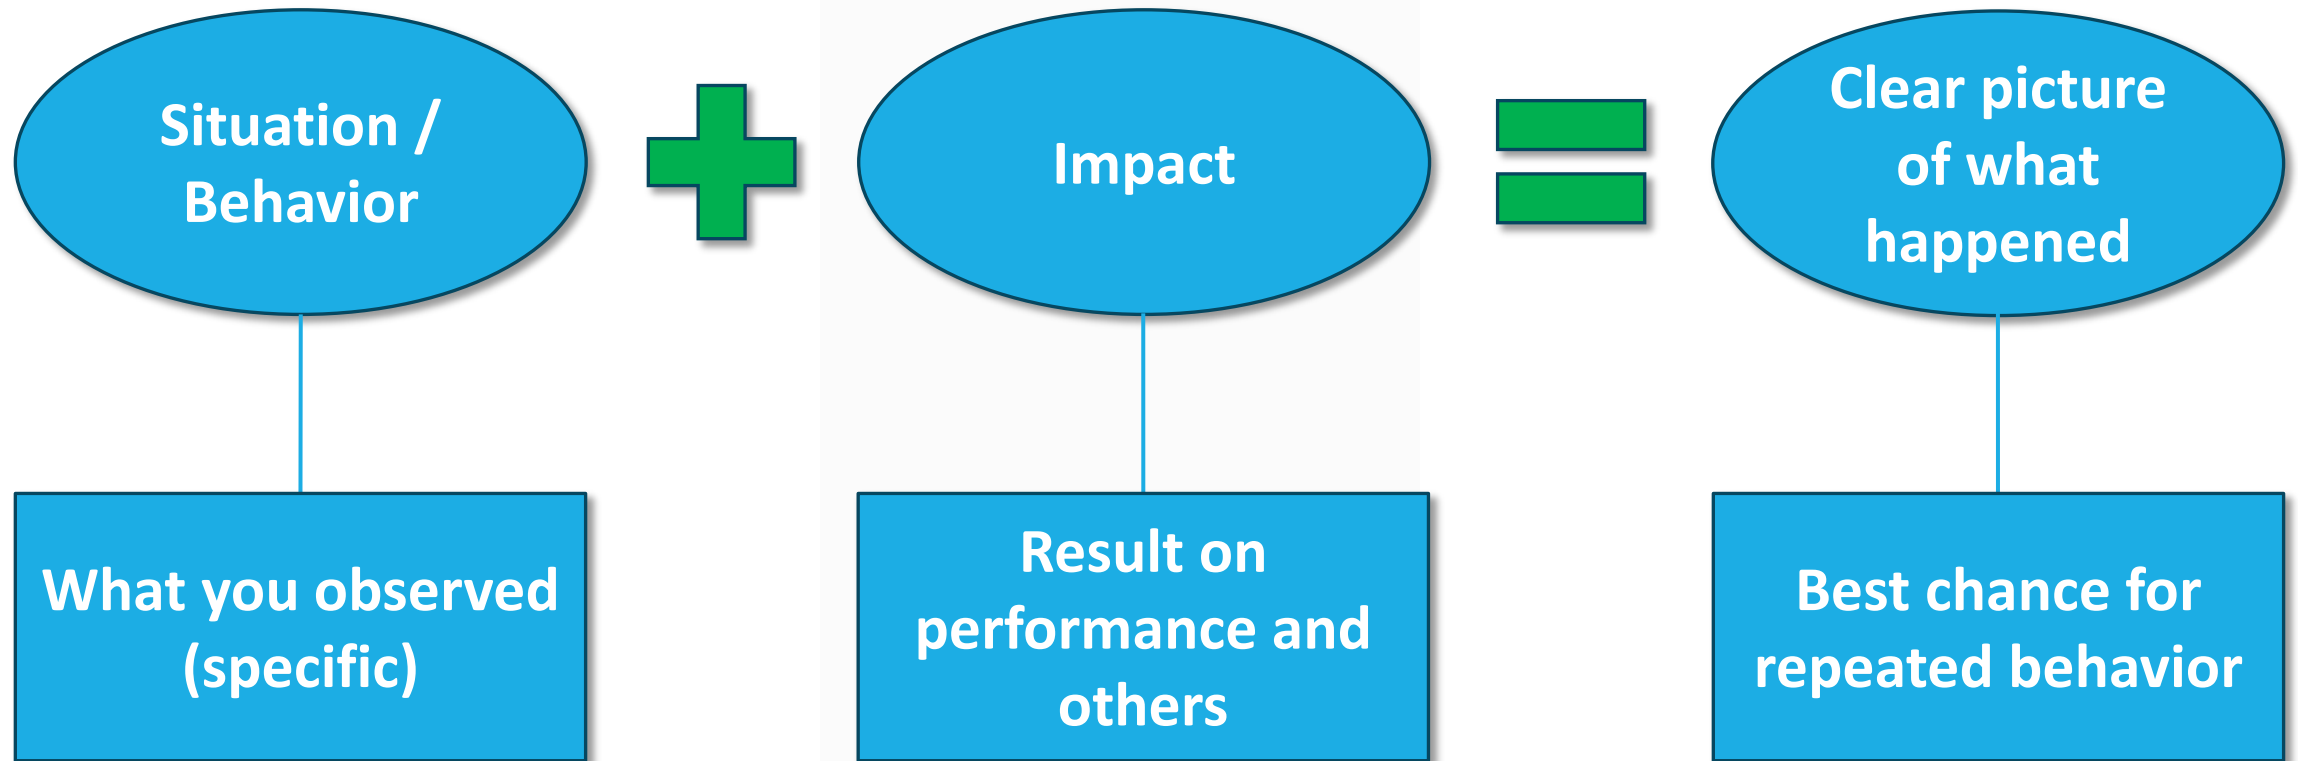 Situation /
Behavior
Impact
Clear picture
of what
happened
What you observed
(specific)
Result on
performance and
others
Best chance for
repeated behavior